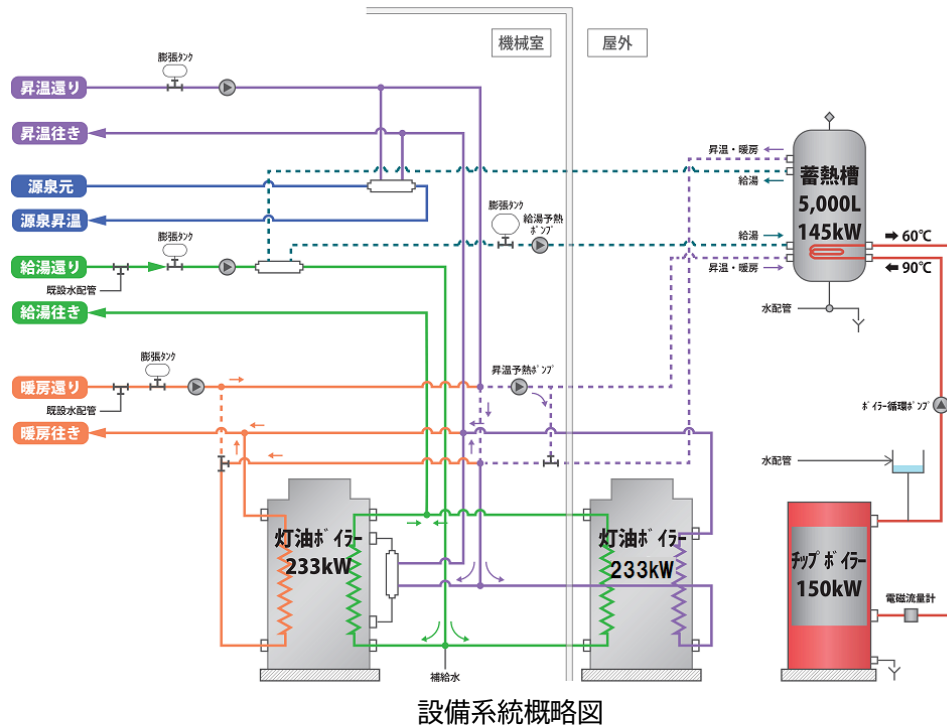 機械室
屋外
膨張タンク
昇温還り
昇温往き
源泉元
源泉昇温
膨張タンク
給湯還り
既設水配管
給湯往き
膨張タンク
暖房還り
既設水配管
暖房往き
膨張タンク
給湯予熱
ポンプ
昇温予熱ポンプ
昇温・暖房
給湯
給湯
昇温・暖房
蓄熱槽
5,000L
145kW
60℃
90℃
水配管
ボイラー循環ポンプ
水配管
灯油ボイラー
233kW
灯油ボイラー
233kW
チップボイラー
150kW
電磁流量計
補給水
設備系統概略図